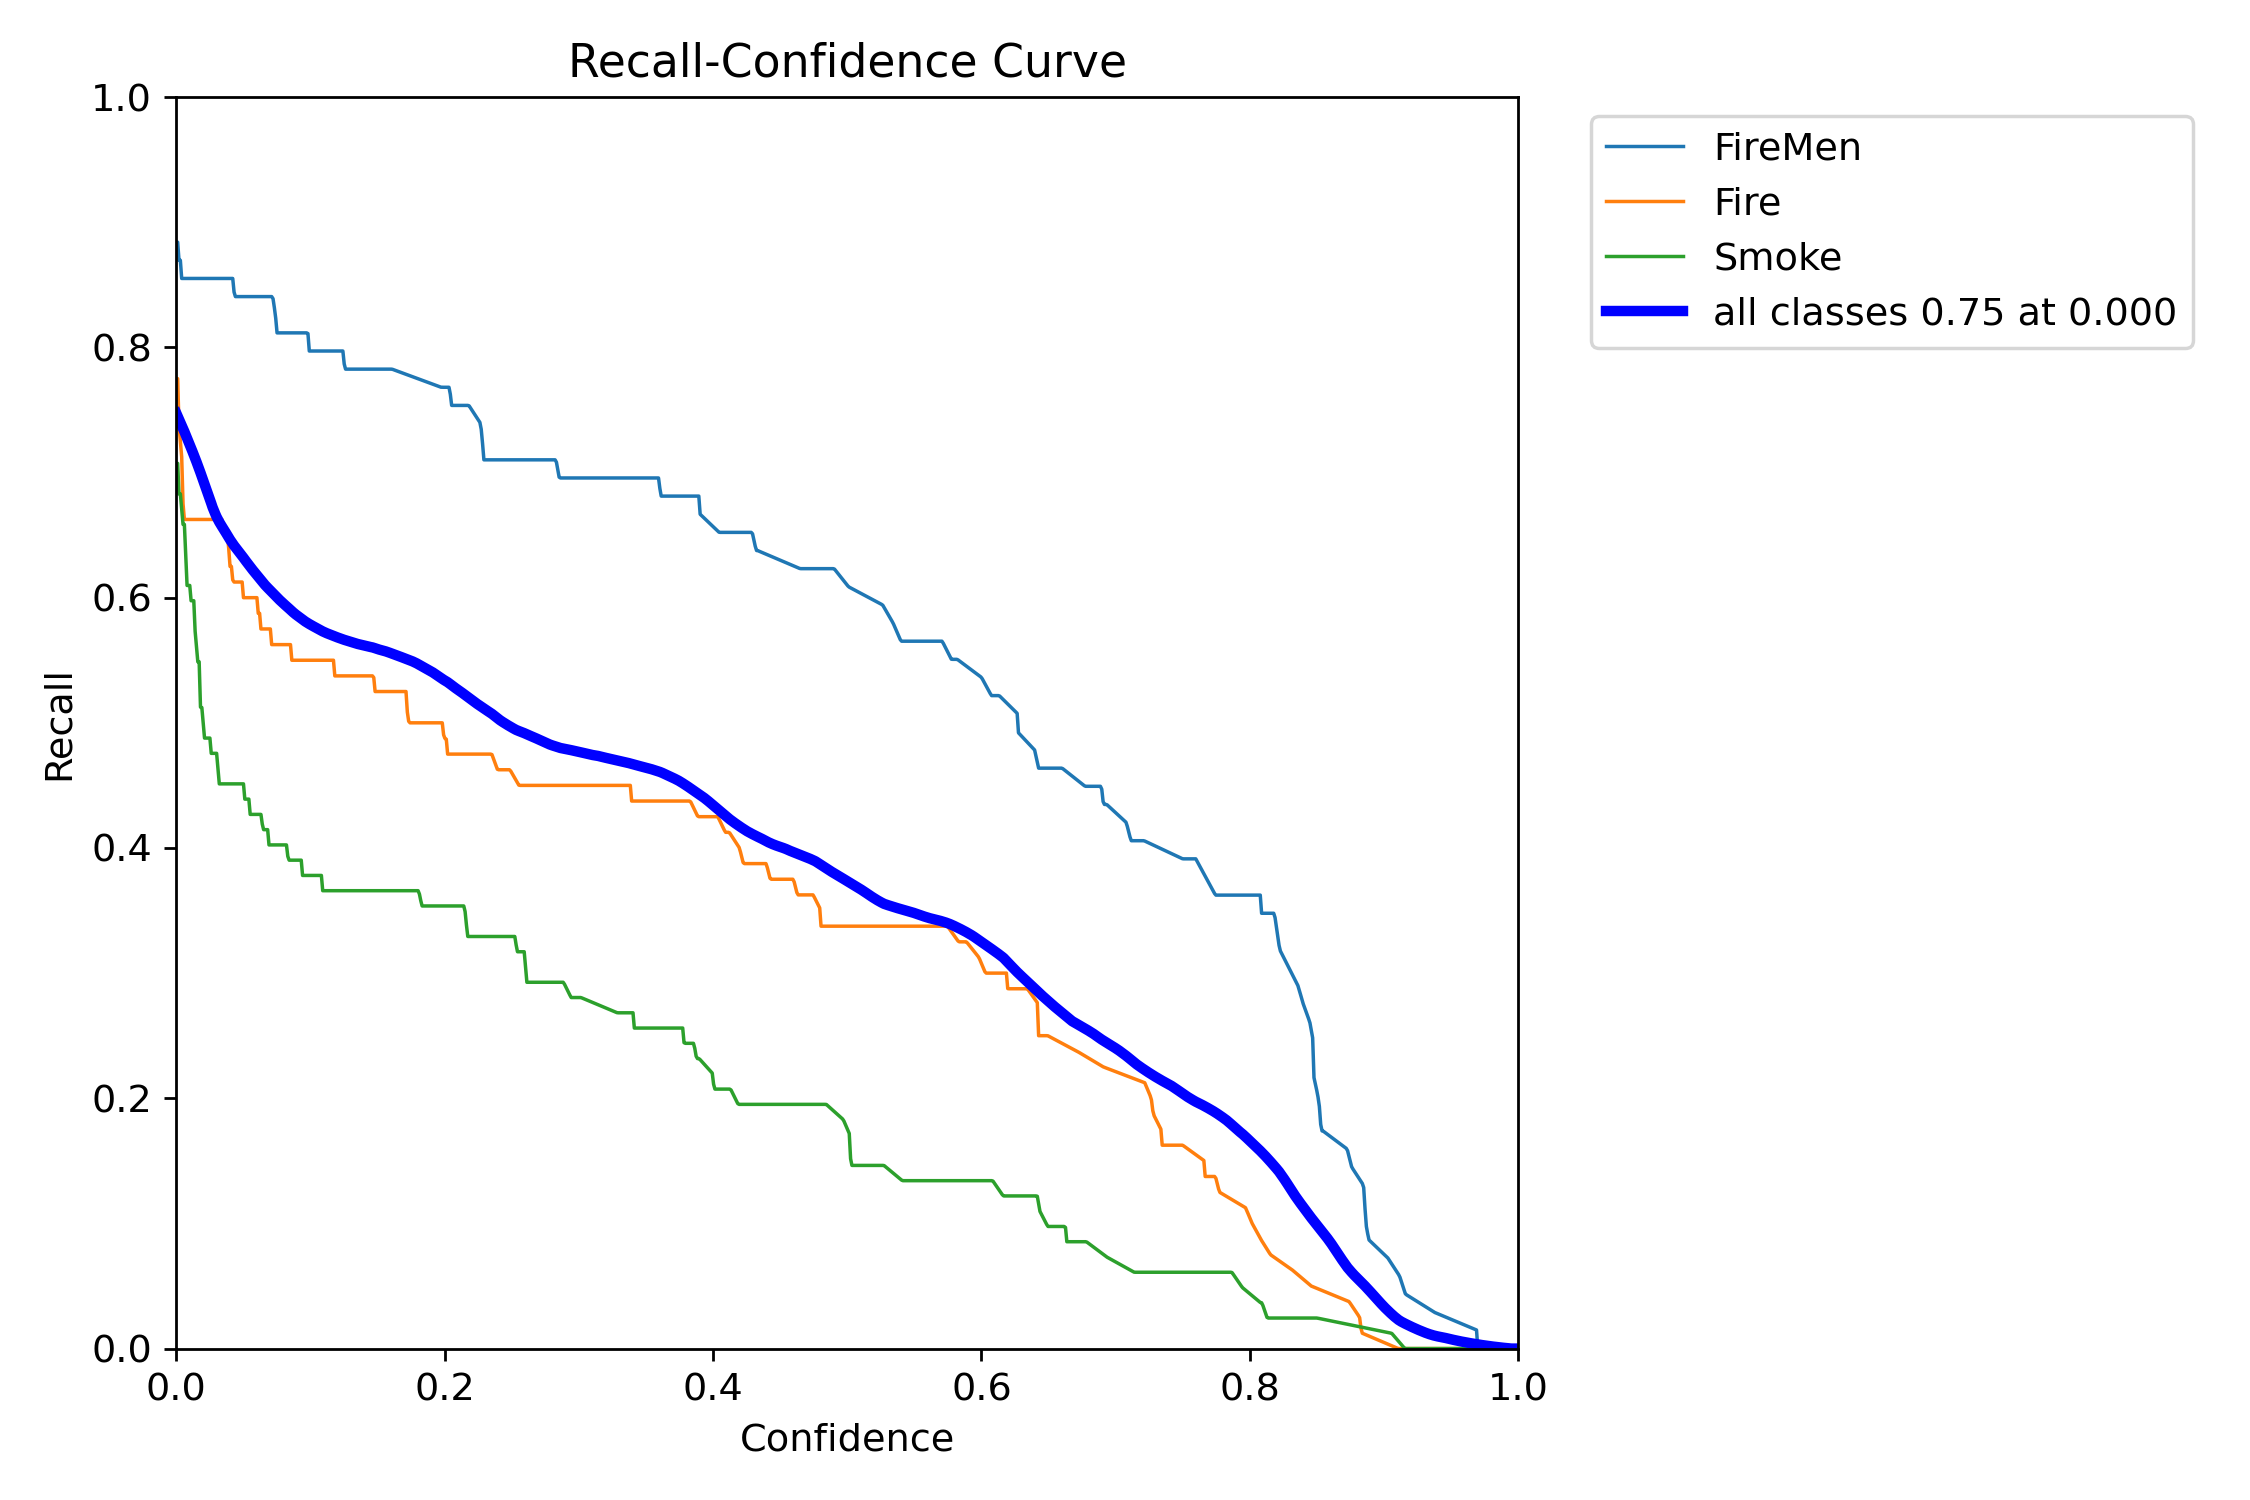 Recall-Confidence Curve
1.0
0.8
0.6
0.4
0.2
0.0
Recall
0.0 0.2 0.4 0.6 0.8 1.0
Confidence
FireMen
Fire
Smoke
all classes 0.75 at 0.000